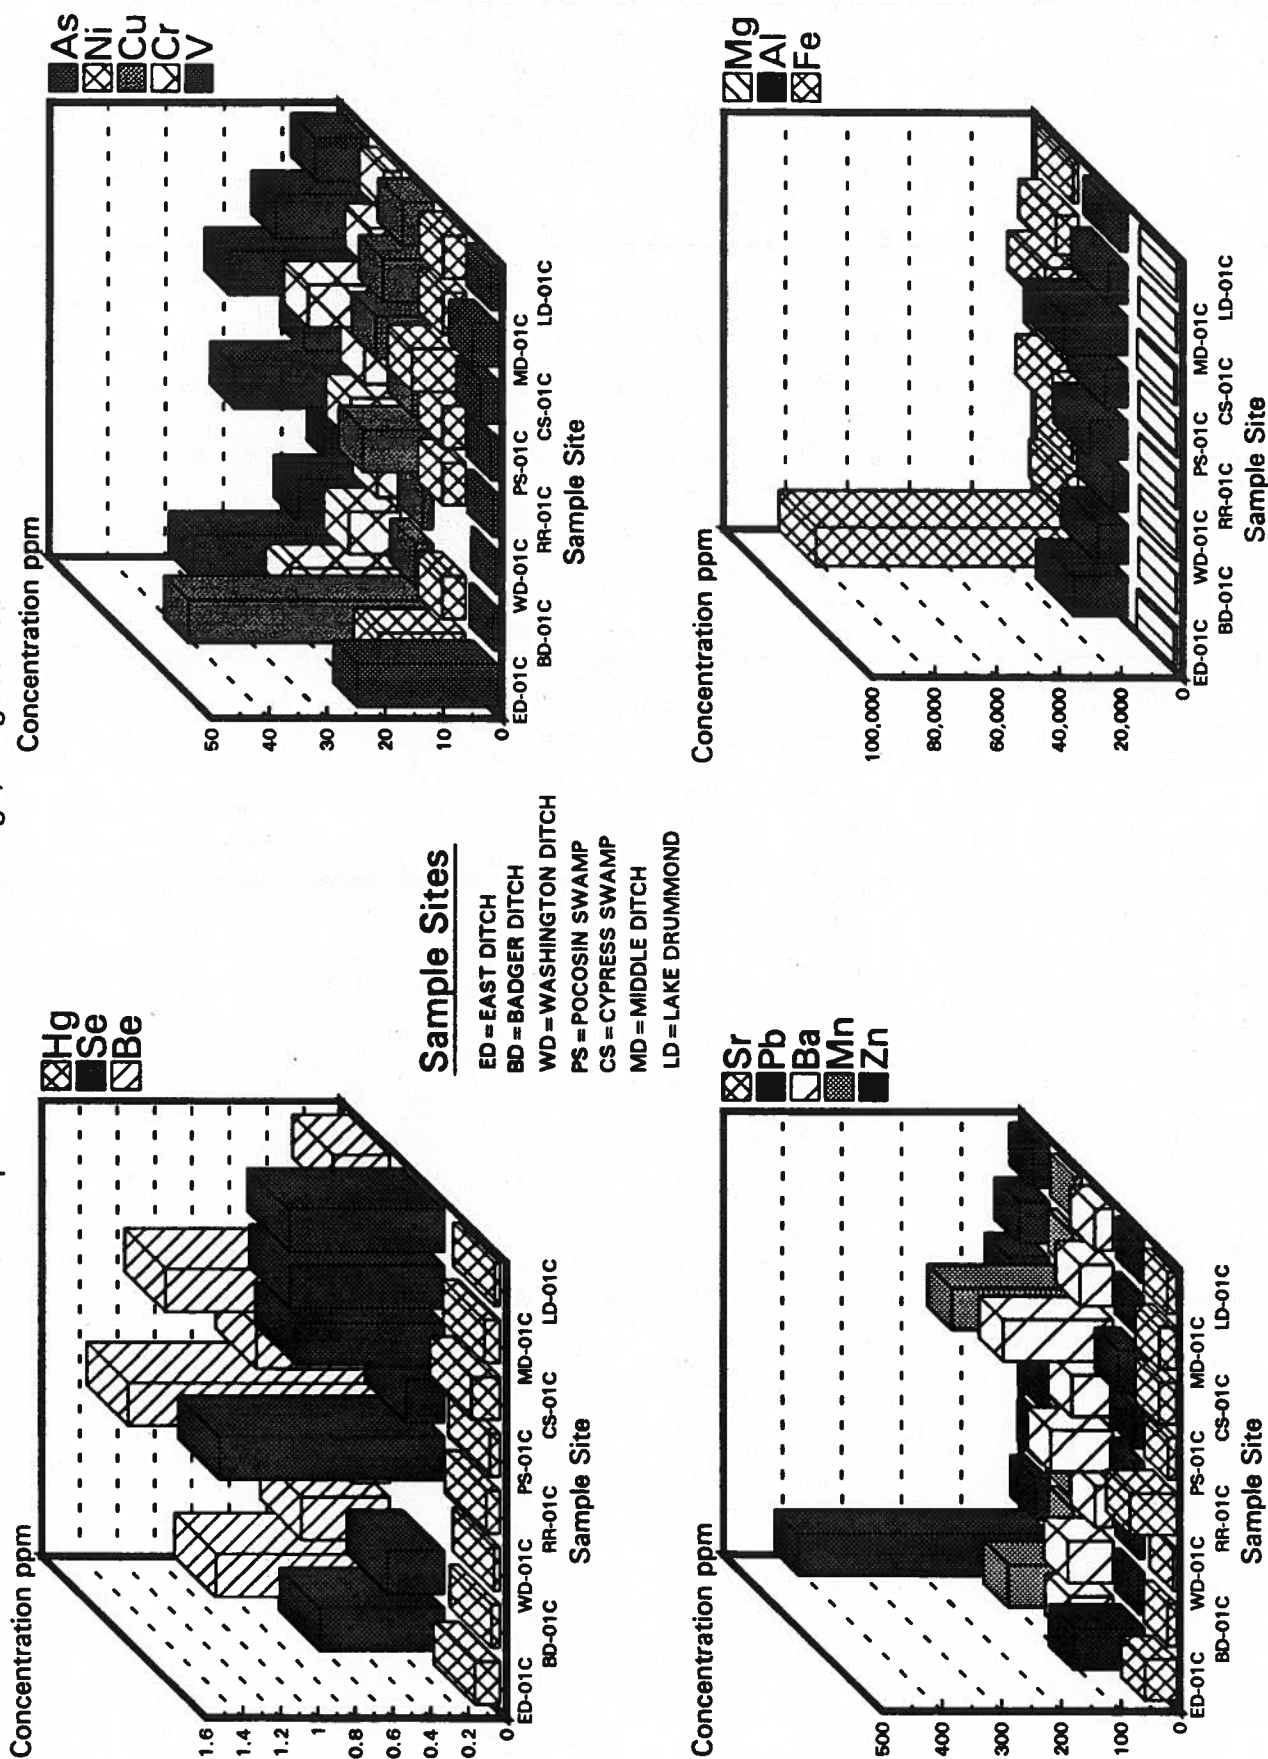 Concentration ppm
1.6
1.2
1
0.8
0.6
0.4
0.2
0
ED-01C
BD-01C
WD-01C
RR-01C
PS-01C
CS-01C
MD-01C
LD-01C
Sample Site
Hg
Se
Be
Concentration ppm
50
40
30
20
10
0
ED-01C
BD-01C
WD-01C
RR-01C
PS-01C
CS-01C
MD-01C
LD-01C
Sample Site
As
Ni
Cu
Cr
V
Sample Sites
ED = EAST DITCH
BD = BADGER DITCH
WD = WASHINGTON DITCH
PS = POCOSIN SWAMP
CS = CYPRESS SWAMP
MD = MIDDLE DITCH
LD = LAKE DRUMMOND
Concentration ppm
500
400
300
200
100
0
ED-01C
BD-01C
WD-01C
RR-01C
PS-01C
CS-01C
MD-01C
LD-01C
Sample Site
Sr
Pb
Ba
Mn
Zn
Concentration ppm
100,000
80,000
60,000
40,000
20,000
0
ED-01C
BD-01C
WD-01C
RR-01C
PS-01C
CS-01C
MD-01C
LD-01C
Sample Site
Mg
Al
Fe